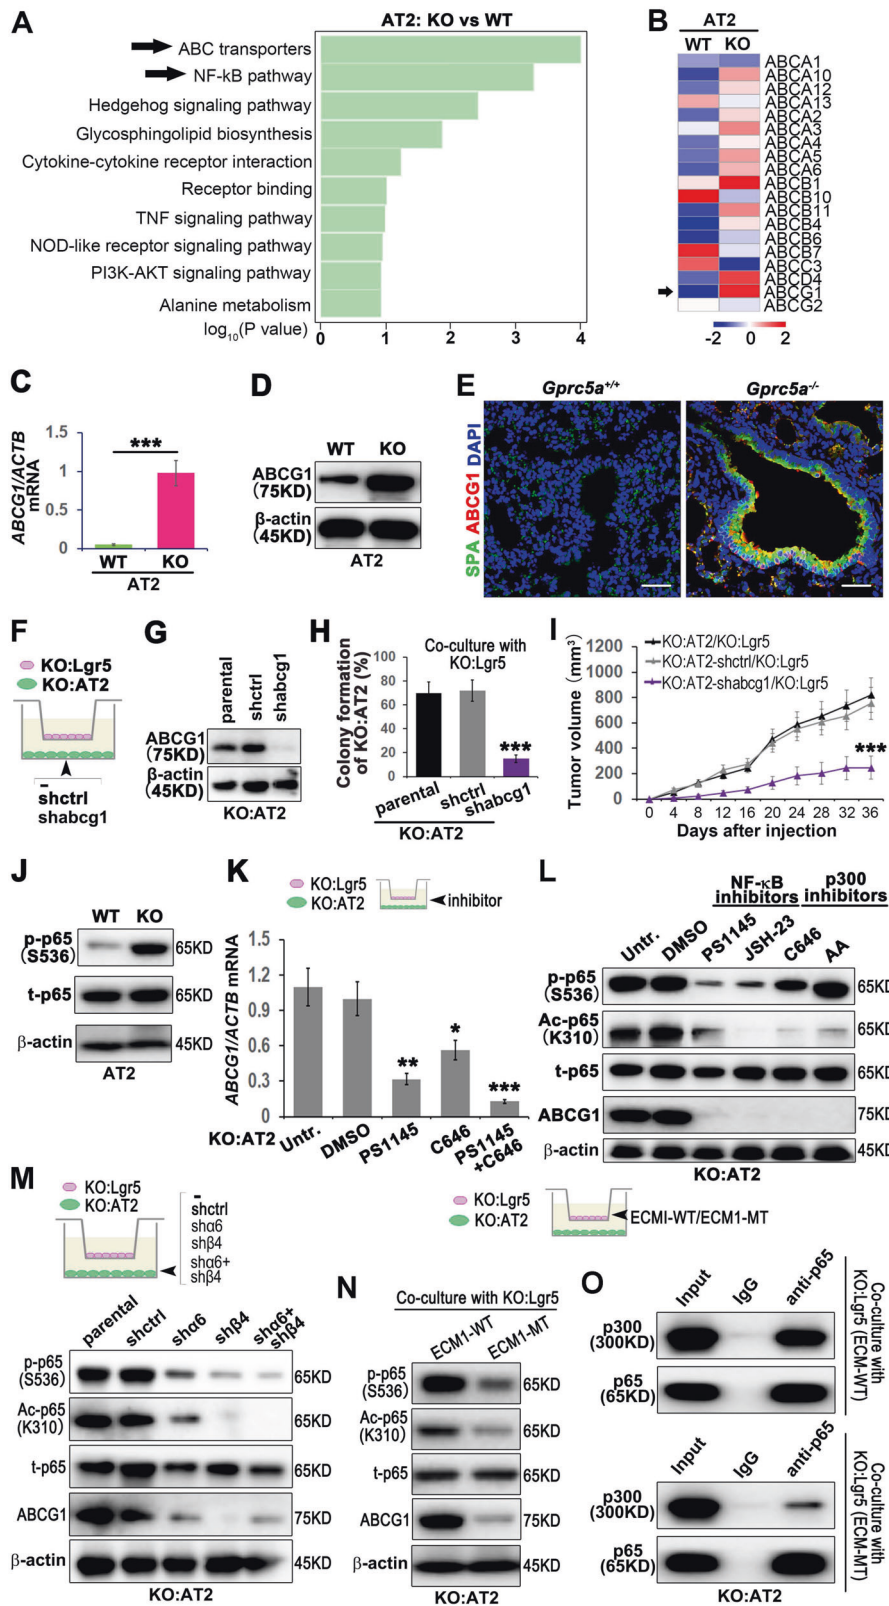 A
AT2: KO vs WT
ABC transporters
NF-kB pathway
Hedgehog signaling pathway
Glycosphingolipid biosynthesis
Cytokine-cytokine receptor interaction
Receptor binding
TNF signaling pathway
NOD-like receptor signaling pathway
PI3K-AKT signaling pathway
Alanine metabolism
log10(P value)
0 1 2 3 4
B
AT2
WT KO
ABCA1
ABCA10
ABCA12
ABCA13
ABCA2
ABCA3
ABCA4
ABCA5
ABCA6
ABCB1
ABCB10
ABCB11
ABCB4
ABCB6
ABCB7
ABCC3
ABCD4
ABCG1
ABCG2
-2 0 2
C
ABCG1/ACTB
mRNA
1.5
1
0.5
0
***
WT KO
AT2
D
WT KO
ABCG1
(75KD)
β-actin
(45KD)
AT2
E
Gprc5a+/+ Gprc5a-/-
SPA ABCG1 DAPI
F
KO:Lgr5
KO:AT2
-
shctrl
shabcg1
G
parental shctrl shabcg1
ABCG1
(75KD)
β-actin
(45KD)
KO:AT2
H
Co-culture with
KO:Lgr5
Colony formation
of KO:AT2 (%)
100
80
60
40
20
0
***
parental shctrl shabcg1
KO:AT2
I
Tumor volume (mm3)
1200
1000
800
600
400
200
0
KO:AT2/KO:Lgr5
KO:AT2-shctrl/KO:Lgr5
KO:AT2-shabcg1/KO:Lgr5
***
0 4 8 12 16 20 24 28 32 36
Days after injection
J
WT KO
p-p65
(S536)
65KD
t-p65
65KD
β-actin
45KD
AT2
K
KO:Lgr5
KO:AT2
inhibitor
ABCG1/ACTB mRNA
1.5
1.2
0.9
0.6
0.3
0
** * ***
KO:AT2
Untr. DMSO PS1145 C646 PS1145
+C646
L
NF-κB
inhibitors
p300
inhibitors
Untr. DMSO PS1145 JSH-23 C646 AA
p-p65
(S536)
65KD
Ac-p65
(K310)
65KD
t-p65
65KD
ABCG1
75KD
β-actin
45KD
KO:AT2
M
KO:Lgr5
KO:AT2
-
shctrl
shα6
shβ4
shα6+
shβ4
parental shctrl shα6 shβ4 shα6+
shβ4
p-p65
(S536)
65KD
Ac-p65
(K310)
65KD
t-p65
65KD
ABCG1
75KD
β-actin
45KD
KO:AT2
KO:Lgr5
KO:AT2
ECMI-WT/ECM1-MT
N
Co-culture with KO:Lgr5
ECM1-WT ECM1-MT
p-p65
(S536)
65KD
Ac-p65
(K310)
65KD
t-p65
65KD
ABCG1
75KD
β-actin
45KD
KO:AT2
O
Input IgG anti-p65
p300
(300KD)
p65
(65KD)
Co-culture with
KO:Lgr5 (ECM-WT)
Input IgG anti-p65
p300
(300KD)
p65
(65KD)
Co-culture with
KO:Lgr5 (ECM-MT)
KO:AT2